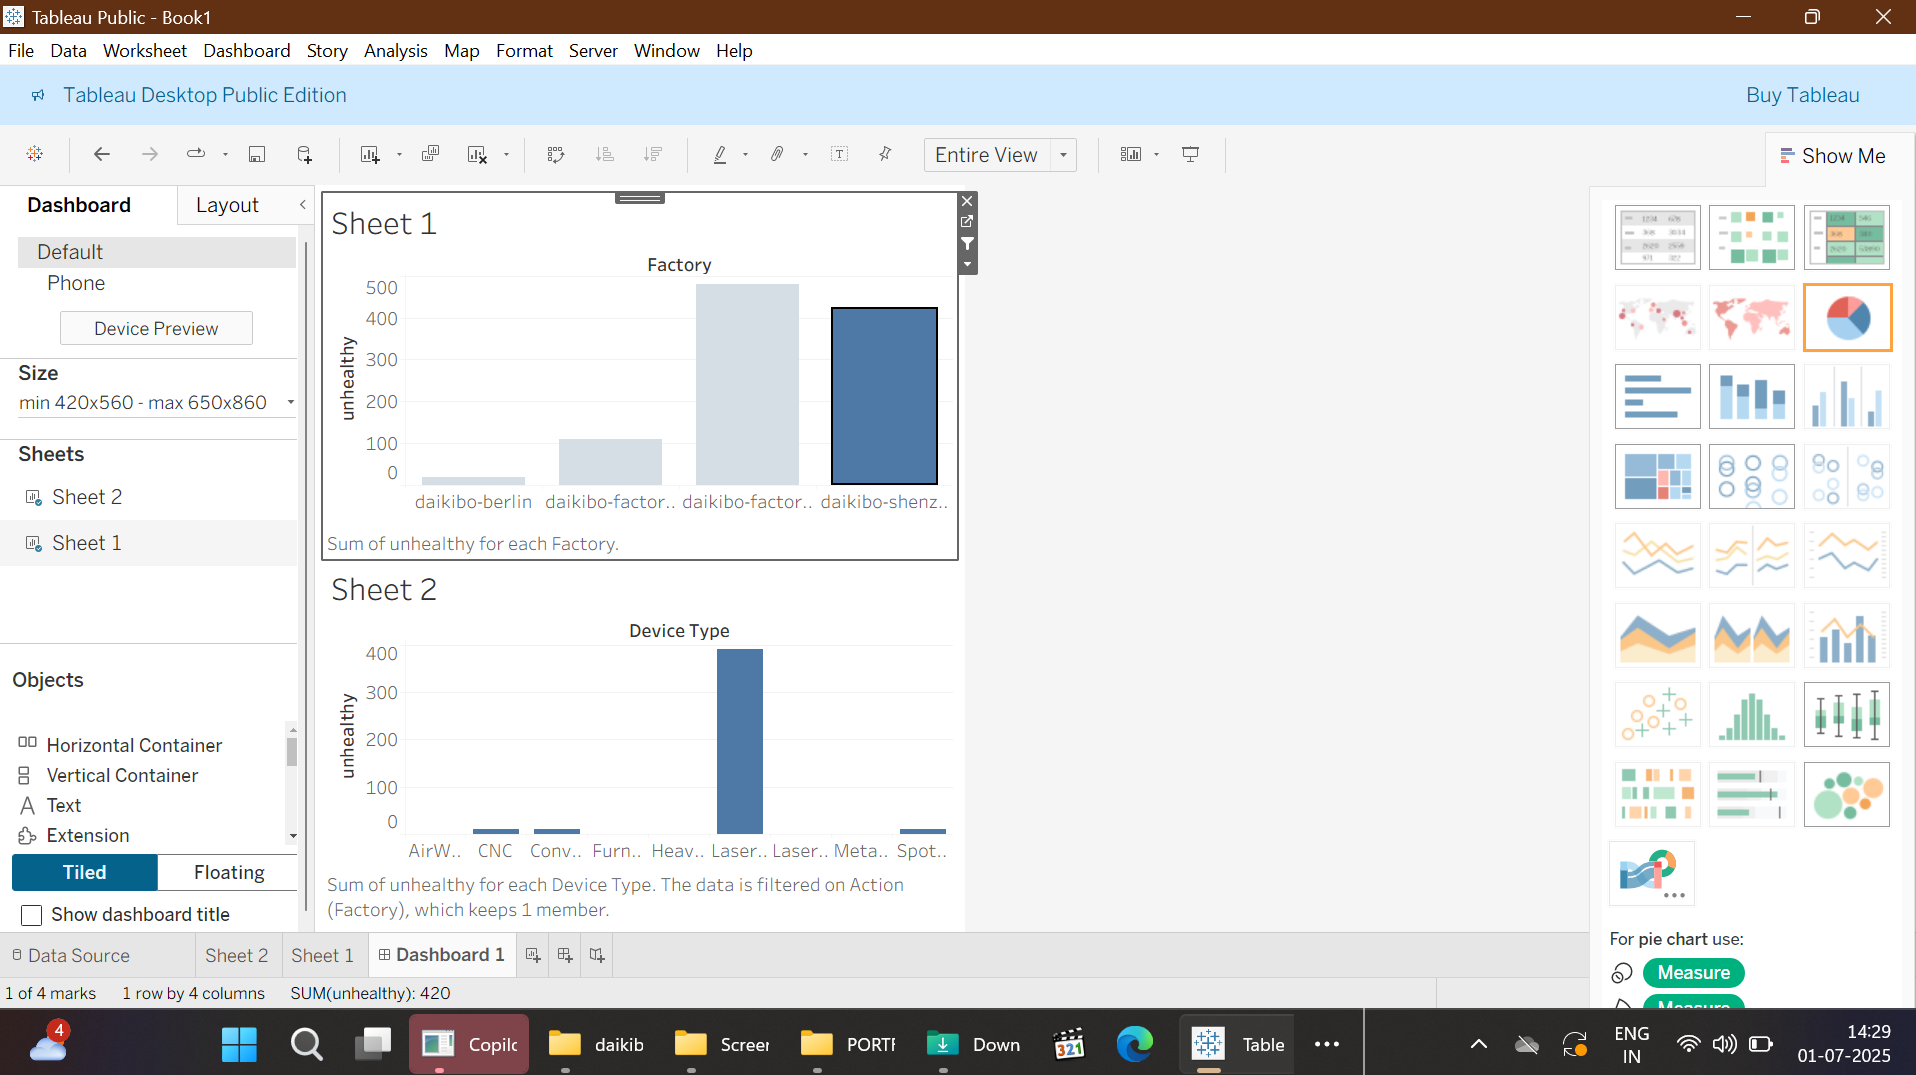 Tableau Public - Book1
File Data Worksheet Dashboard Story Analysis Map Format Server Window Help
Tableau Desktop Public Edition
Buy Tableau
Entire View
Show Me
Dashboard
Layout
Default
Phone
Device Preview
Size
min 420x560 - max 650x860
Sheets
Sheet 2
Sheet 1
Objects
Horizontal Container
Vertical Container
Text
Extension
Tiled
Floating
Show dashboard title
Sheet 1
Factory
unhealthy
500
400
300
200
100
0
daikibo-berlin daikibo-factor.. daikibo-factor.. daikibo-shenz..
Sum of unhealthy for each Factory.
Sheet 2
Device Type
unhealthy
400
300
200
100
0
AirW.. CNC Conv.. Furn.. Heav.. Laser.. Laser.. Meta.. Spot..
Sum of unhealthy for each Device Type. The data is filtered on Action
(Factory), which keeps 1 member.
For pie chart use:
Measure
Measure
Data Source
Sheet 2
Sheet 1
Dashboard 1
1 of 4 marks
1 row by 4 columns
SUM(unhealthy): 420
4
Copilc
daikib
Screer
PORTF
Down
321
Table
ENG
IN
14:29
01-07-2025